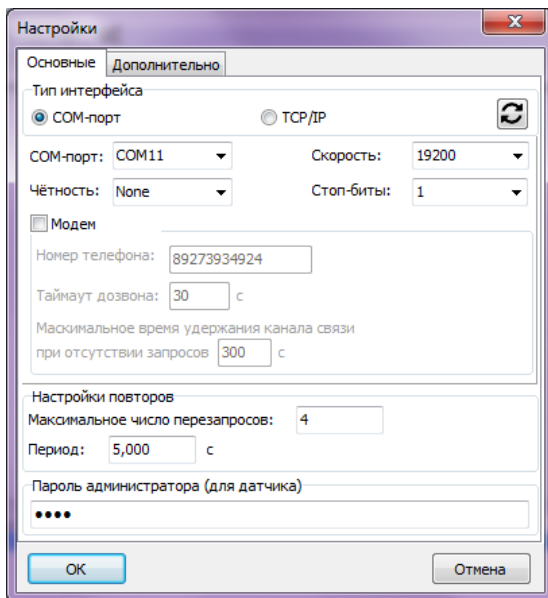 Настройки
Основные Дополнительно
Тип интерфейса
COM-порт TCP/IP
COM-порт: COM11 Скорость: 19200
Чётность: None Стоп-биты: 1
Модем
Номер телефона: 89273934924
Таймаут дозвона: 30 с
Маскимальное время удержания канала связи
при отсутствии запросов 300 с
Настройки повторов
Максимальное число перезапросов: 4
Период: 5,000 с
Пароль администратора (для датчика)
••••
OK Отмена